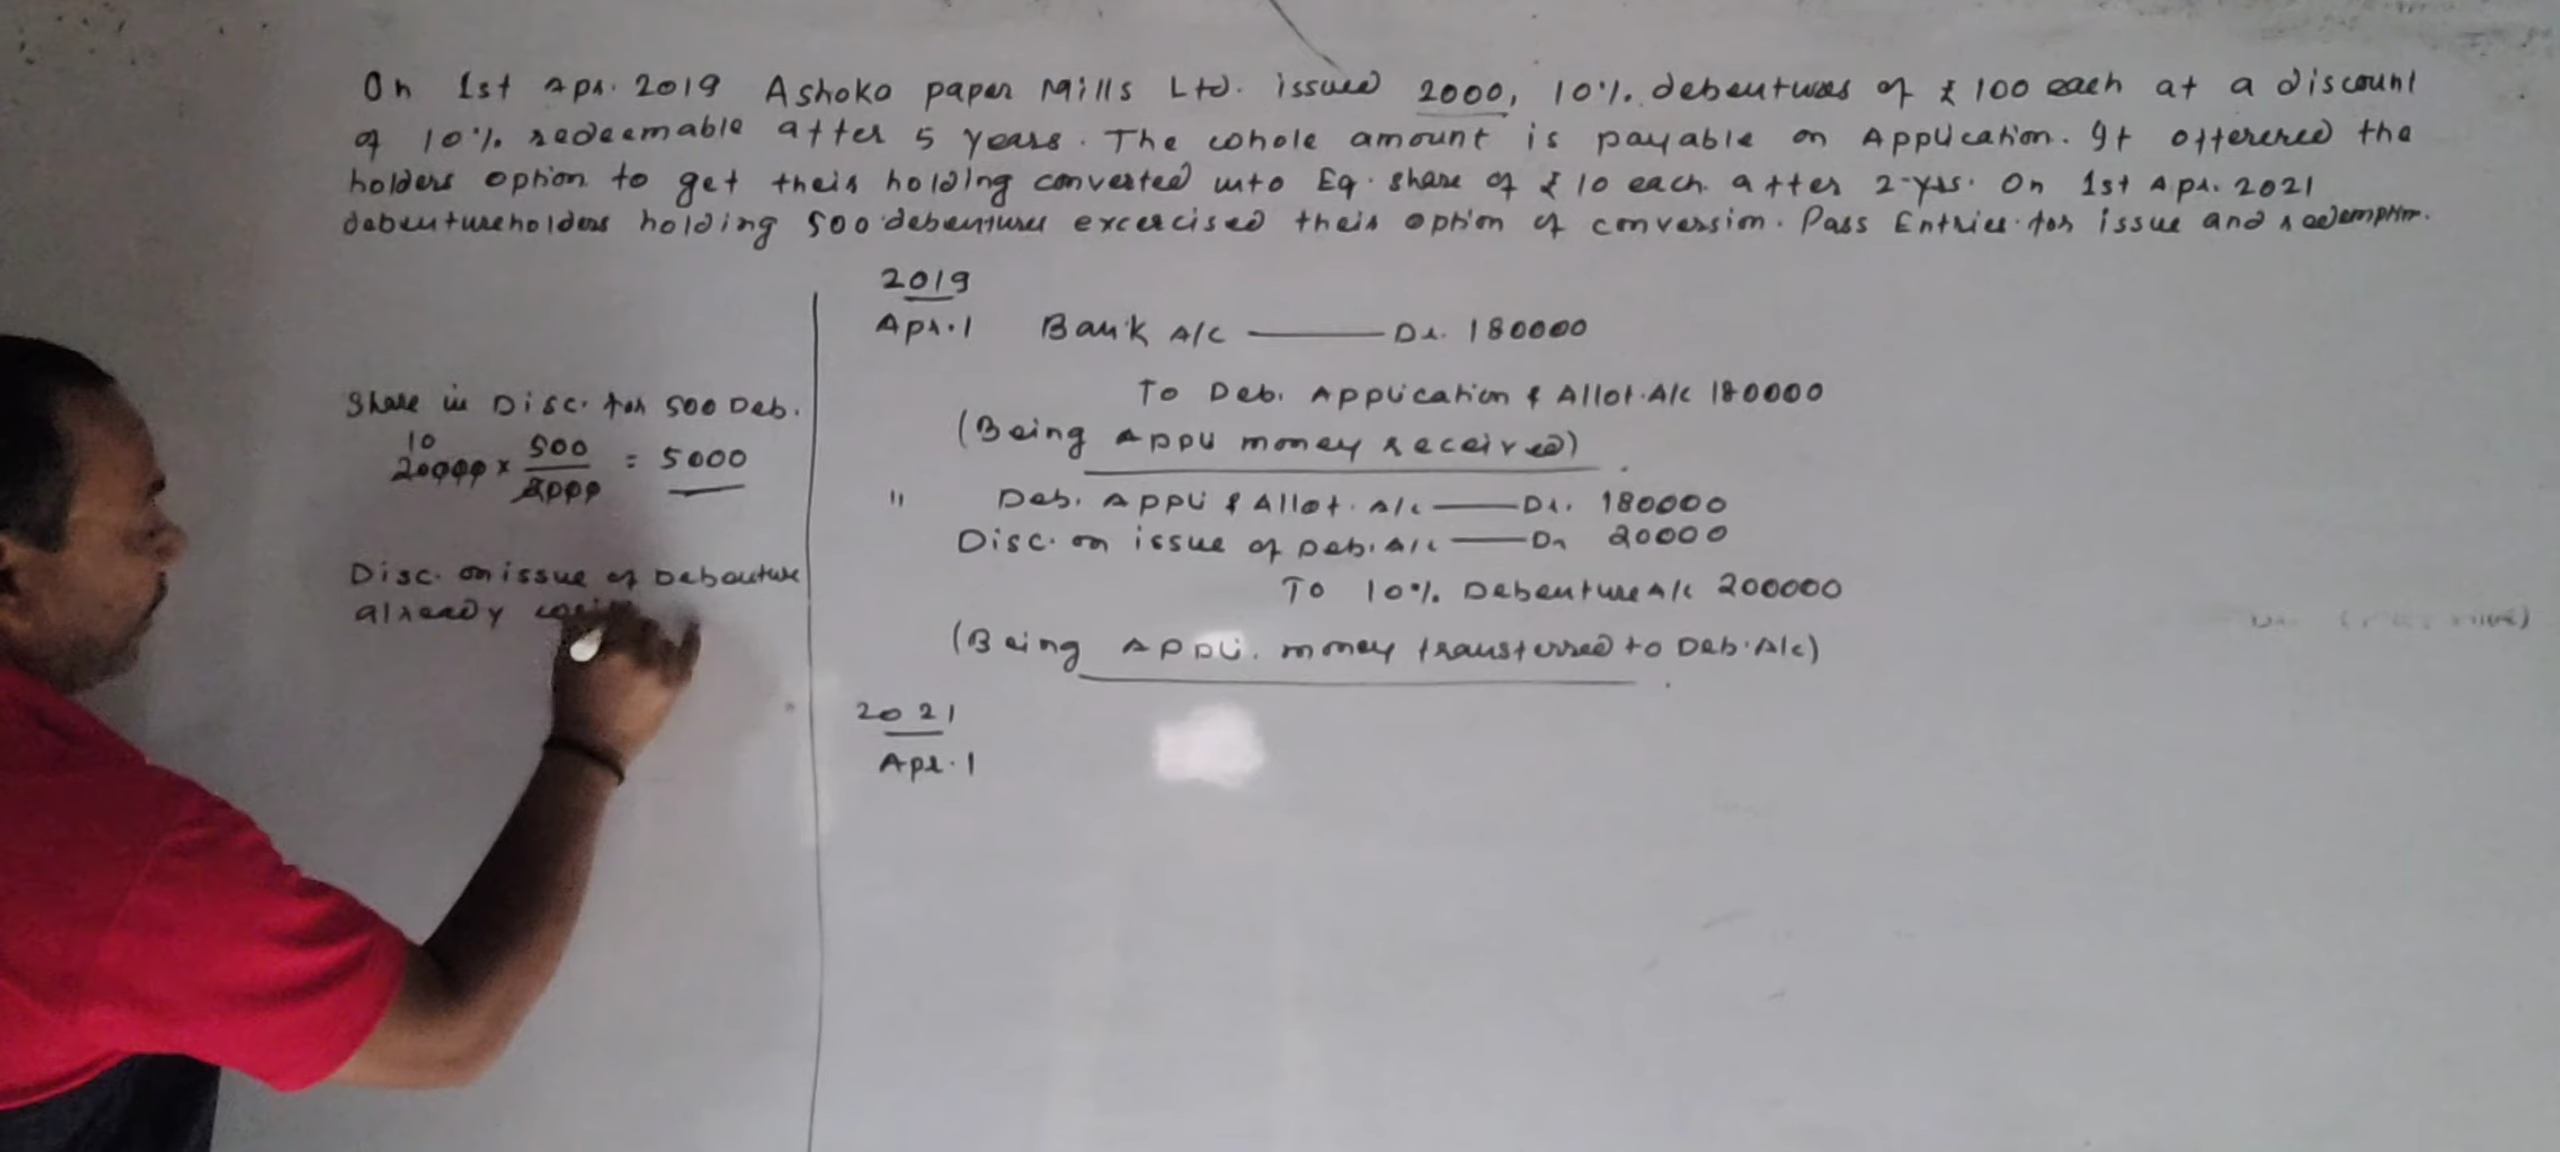 On 1st Apr. 2019 Ashoka paper Mills Ltd. issued 2000, 10%. debentures of ₹ 100 each at a discount
of 10%. redeemable after 5 years. The whole amount is payable on Application. It offerered the
holders option to get their holding converted into Eq. share of ₹ 10 each after 2-yrs. On 1st Apr. 2021
debentureholders holding 500 debentures excercised their option of conversion. Pass Entries for issue and redemption.
Share in Disc. for 500 Deb.
10
20000 × 500/2000 = 5000
Disc. on issue of Debenture
already
2019
Apr. 1 Bank A/c ——— Dr. 180000
To Deb. Application & Allot. A/c 180000
(Being Appli money received)
" Deb. Appli & Allot. A/c ——— Dr. 180000
Disc. on issue of Deb. A/c ——— Dr 20000
To 10%. Debenture A/c 200000
(Being Appli. money transferred to Deb. A/c)
2021
Apr. 1